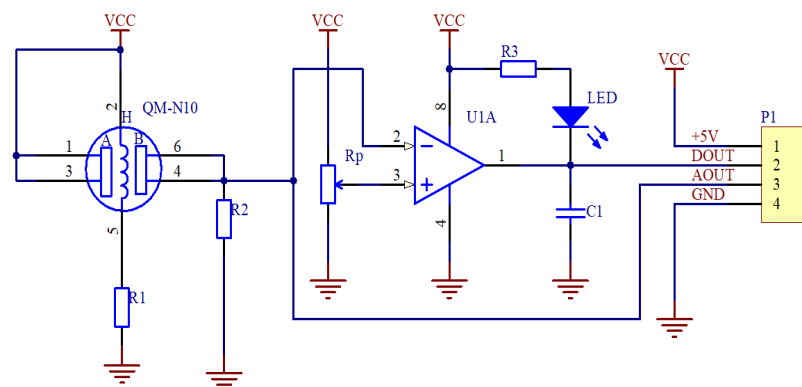 VCC
VCC
VCC
R3
VCC
LED
2
H
QM-N10
8
U1A
P1
1
A
B
6
2
1
+5V
1
3
4
Rp
3
DOUT
2
AOUT
3
GND
4
R2
5
4
C1
R1